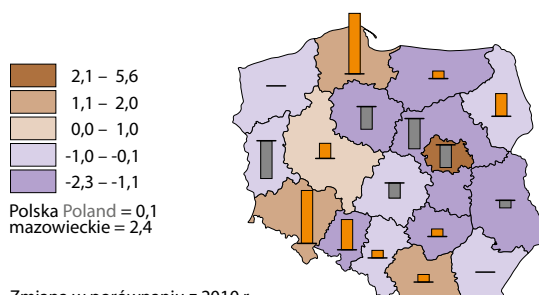 2,1 – 5,6
1,1 – 2,0
0,0 – 1,0
-1,0 – -0,1
-2,3 – -1,1
Polska Poland = 0,1
mazowieckie = 2,4